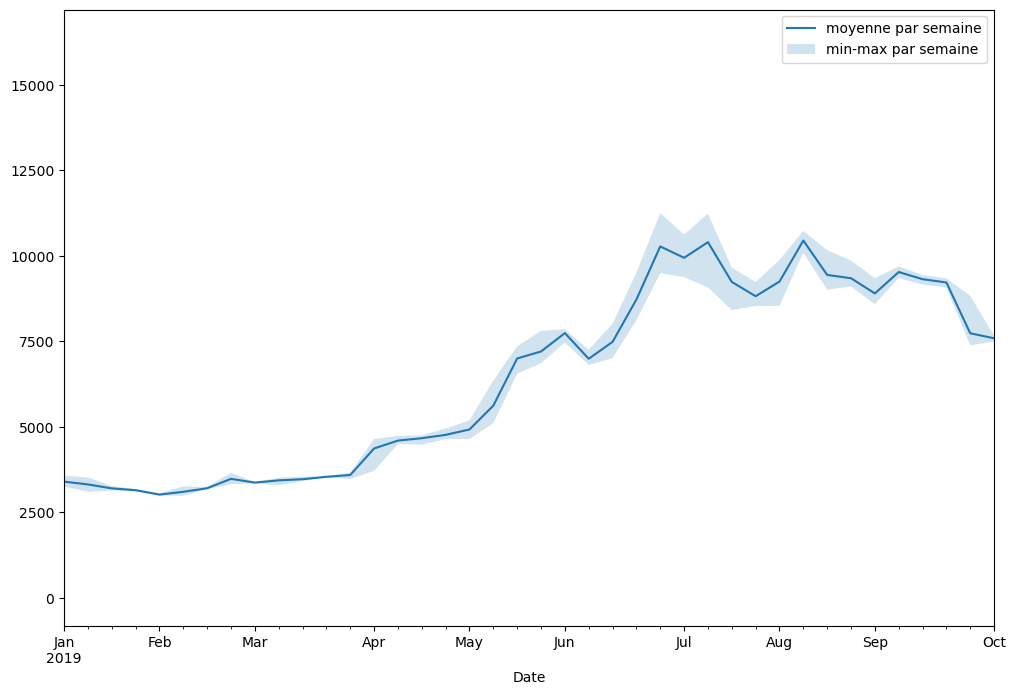 moyenne par semaine
min-max par semaine
15000
12500
10000
7500
5000
2500
0
Jan Feb Mar Apr May Jun Jul Aug Sep Oct
2019
Date